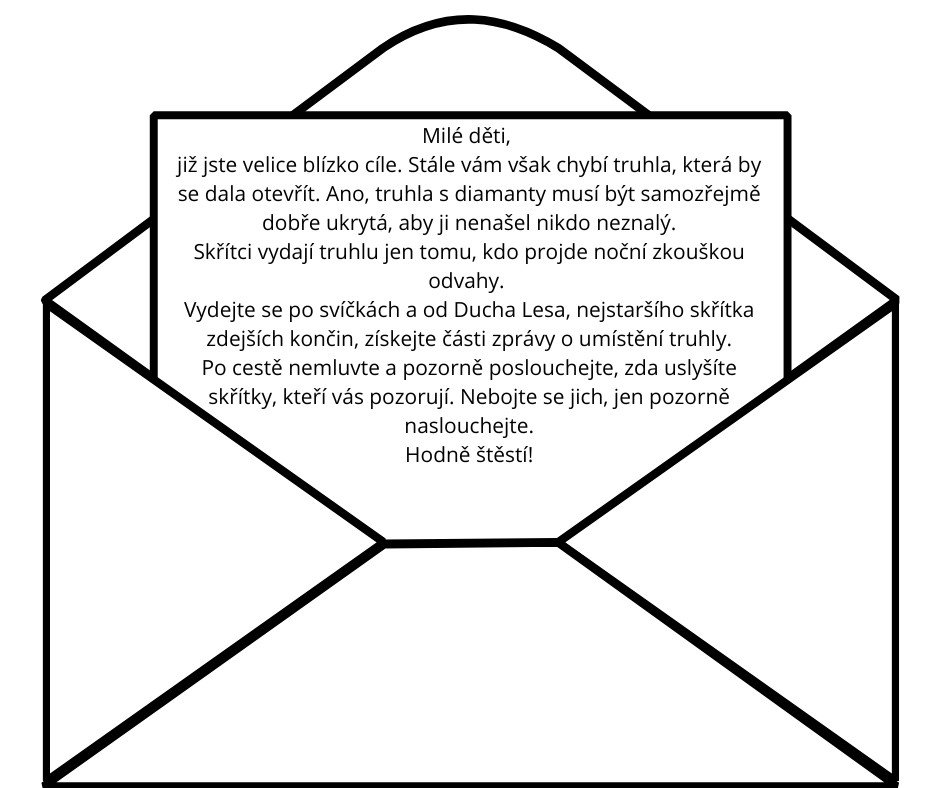 Milé děti,
již jste velice blízko cíle. Stále vám však chybí truhla, která by
se dala otevřít. Ano, truhla s diamanty musí být samozřejmě
dobře ukrytá, aby ji nenašel nikdo neznalý.
Skřítci vydají truhlu jen tomu, kdo projde noční zkouškou
odvahy.
Vydejte se po svíčkách a od Ducha Lesa, nejstaršího skřítka
zdejších končin, získejte části zprávy o umístění truhly.
Po cestě nemluvte a pozorně poslouchejte, zda uslyšíte
skřítky, kteří vás pozorují. Nebojte se jich, jen pozorně
naslouchejte.
Hodně štěstí!